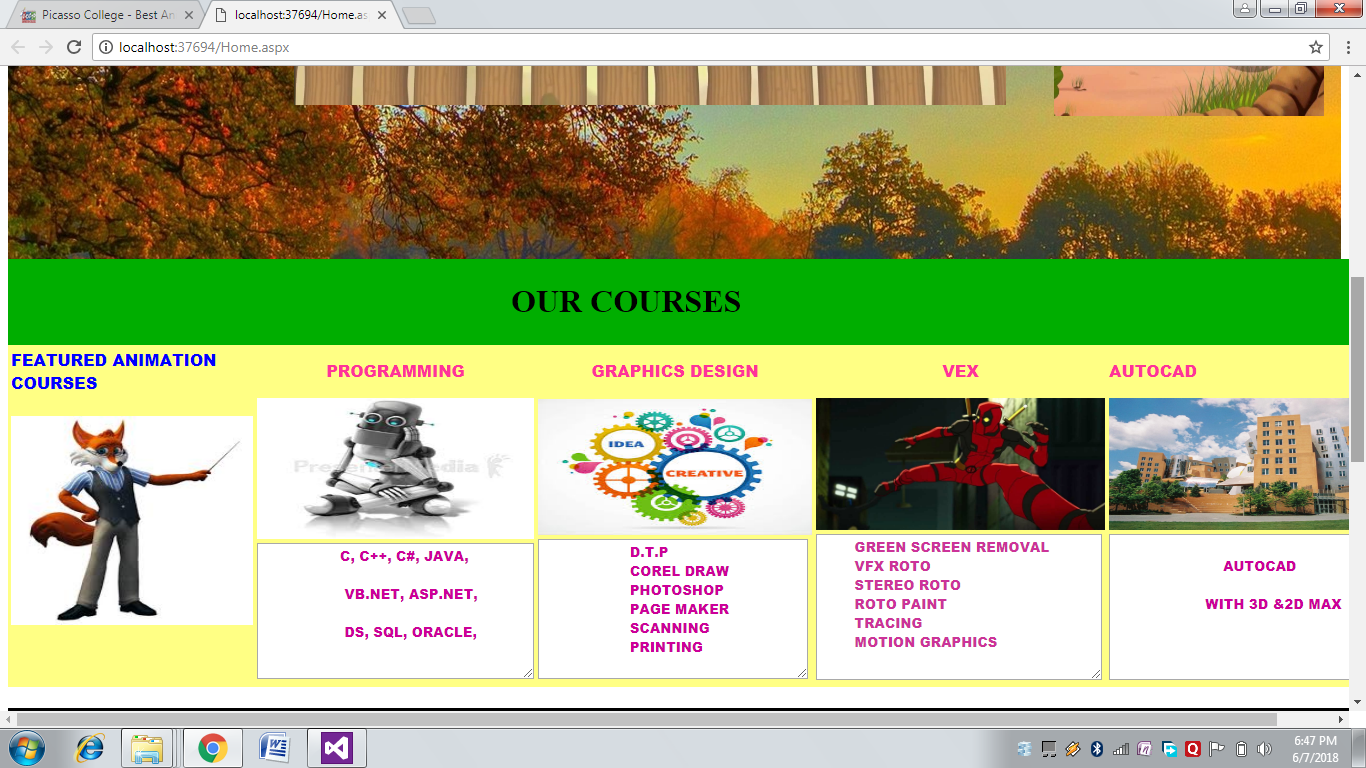 Picasso College - Best An
localhost:37694/Home.as
localhost:37694/Home.aspx
OUR COURSES
FEATURED ANIMATION
COURSES
PROGRAMMING
GRAPHICS DESIGN
VEX
AUTOCAD
IDEA
CREATIVE
C, C++, C#, JAVA,
VB.NET, ASP.NET,
DS, SQL, ORACLE,
D.T.P
COREL DRAW
PHOTOSHOP
PAGE MAKER
SCANNING
PRINTING
GREEN SCREEN REMOVAL
VFX ROTO
STEREO ROTO
ROTO PAINT
TRACING
MOTION GRAPHICS
AUTOCAD
WITH 3D &2D MAX
6:47 PM
6/7/2018